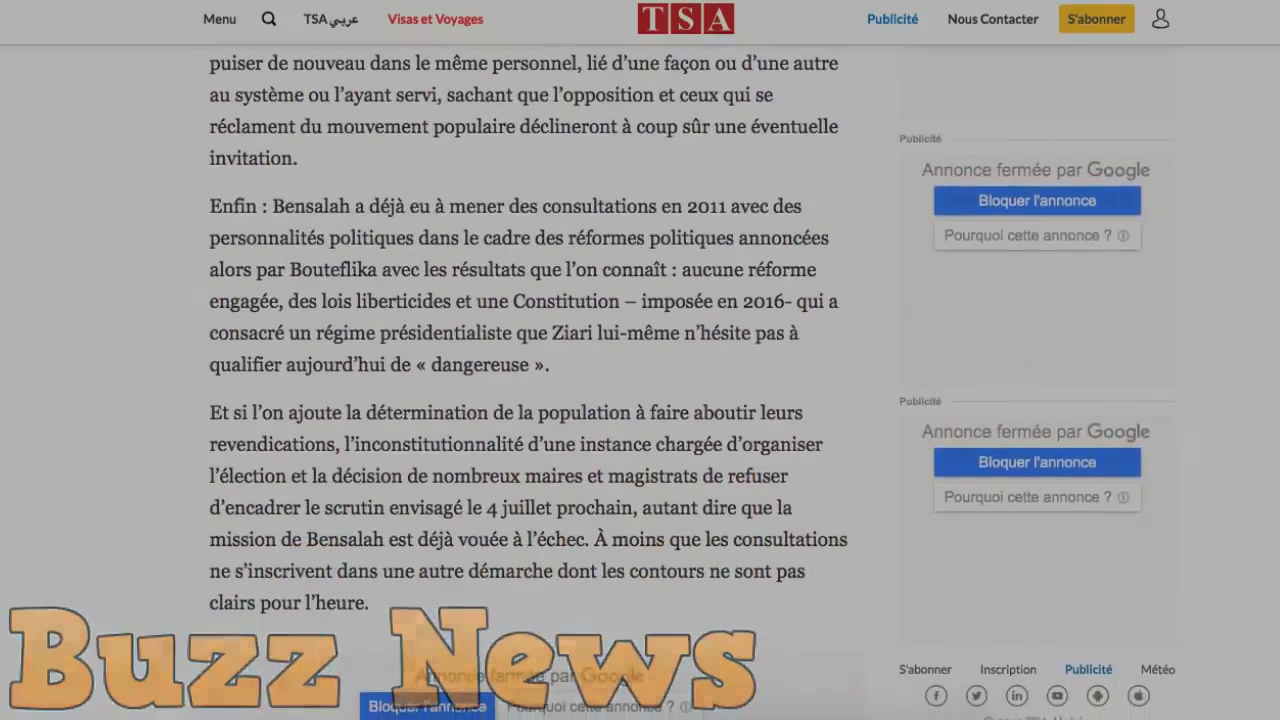 Menu
TSA عربي
Visas et Voyages
TSA
Publicité
Nous Contacter
S'abonner
puiser de nouveau dans le même personnel, lié d'une façon ou d'une autre
au système ou l'ayant servi, sachant que l'opposition et ceux qui se
réclament du mouvement populaire déclineront à coup sûr une éventuelle
invitation.
Enfin : Bensalah a déjà eu à mener des consultations en 2011 avec des
personnalités politiques dans le cadre des réformes politiques annoncées
alors par Bouteflika avec les résultats que l'on connaît : aucune réforme
engagée, des lois liberticides et une Constitution – imposée en 2016- qui a
consacré un régime présidentialiste que Ziari lui-même n'hésite pas à
qualifier aujourd'hui de « dangereuse ».
Et si l'on ajoute la détermination de la population à faire aboutir leurs
revendications, l'inconstitutionnalité d'une instance chargée d'organiser
l'élection et la décision de nombreux maires et magistrats de refuser
d'encadrer le scrutin envisagé le 4 juillet prochain, autant dire que la
mission de Bensalah est déjà vouée à l'échec. À moins que les consultations
ne s'inscrivent dans une autre démarche dont les contours ne sont pas
clairs pour l'heure.
Publicité
Annonce fermée par Google
Bloquer l'annonce
Pourquoi cette annonce ?
Publicité
Annonce fermée par Google
Bloquer l'annonce
Pourquoi cette annonce ?
Buzz News
Annonce fermée par Google
Bloquer l'annonce
Pourquoi cette annonce ?
S'abonner
Inscription
Publicité
Météo